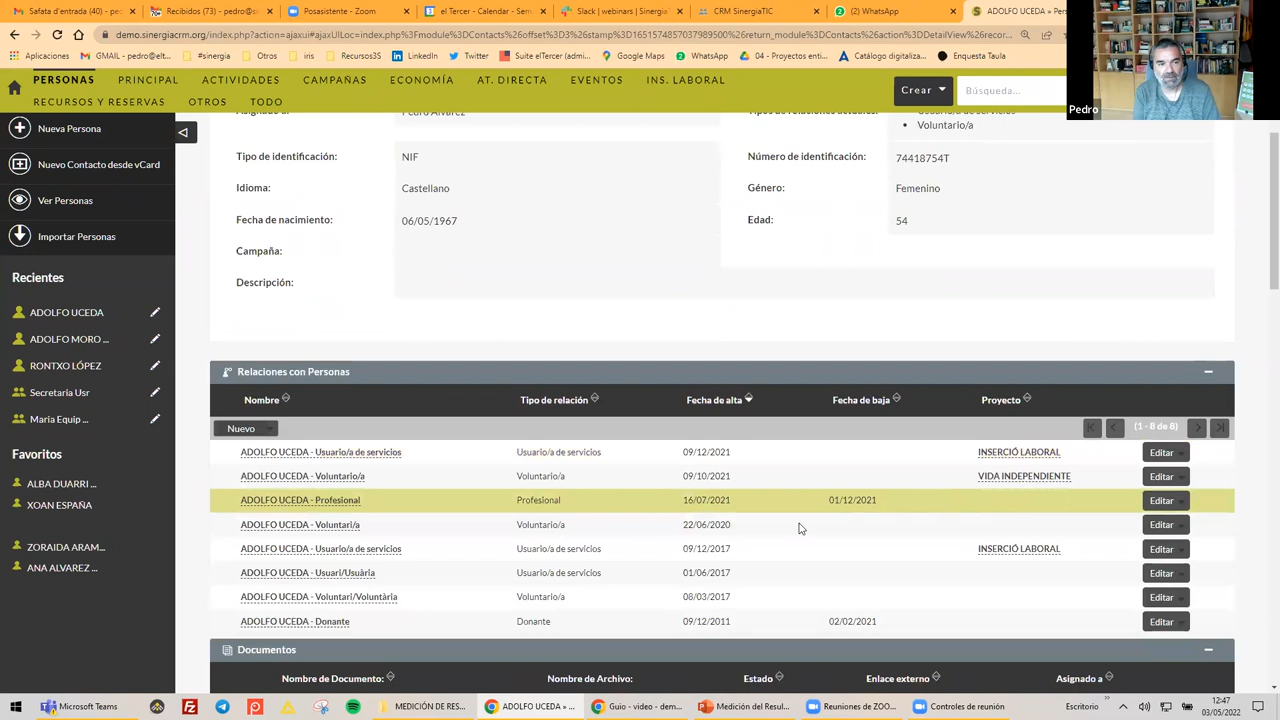 Safata d'entrada (40) - p
Recibidos (73) - pedro@si
Posasistente - Zoom
el Tercer - Calendar - Sem
Slack | webinars | Sinergia
CRM SinergiaTIC
(2) WhatsApp
ADOLFO UCEDA » Pers
demo.sinergiacrm.org/index.php?action=ajaxui#ajaxUILoc=index.php%3Fmodule%3DContacts%26offset%3D3%26stamp%3D1651574857037989500%26return_module%3DContacts%26action%3DDetailView%26recor...
Aplicaciones
GMAIL - pedro@elt...
#sinergia
Otros
ins
Recursos3S
LinkedIn
Twitter
Suite elTercer (admi...
Google Maps
WhatsApp
04 - Proyectos enti...
Catálogo digitaliza...
Enquesta Taula
PERSONAS PRINCIPAL ACTIVIDADES CAMPAÑAS ECONOMÍA AT. DIRECTA EVENTOS INS. LABORAL
RECURSOS Y RESERVAS OTROS TODO
Crear
Búsqueda...
Pedro
Nueva Persona
Nuevo Contacto desde vCard
Ver Personas
Importar Personas
Recientes
ADOLFO UCEDA
ADOLFO MORO ...
RONTXO LÓPEZ
Secretaria Usr
Maria Equip ...
Favoritos
ALBA DUARRI ...
XOAN ESPAÑA
ZORAIDA ARAM...
ANA ALVAREZ ...
Pedro Álvarez
• Voluntario/a
Tipo de identificación: NIF Número de identificación: 74418754T
Idioma: Castellano Género: Femenino
Fecha de nacimiento: 06/05/1967 Edad: 54
Campaña:
Descripción:
Relaciones con Personas
Nombre Tipo de relación Fecha de alta Fecha de baja Proyecto
Nuevo (1 - 8 de 8)
ADOLFO UCEDA - Usuario/a de servicios Usuario/a de servicios 09/12/2021 INSERCIÓ LABORAL Editar
ADOLFO UCEDA - Voluntario/a Voluntario/a 09/10/2021 VIDA INDEPENDIENTE Editar
ADOLFO UCEDA - Profesional Profesional 16/07/2021 01/12/2021 Editar
ADOLFO UCEDA - Voluntari/a Voluntario/a 22/06/2020 Editar
ADOLFO UCEDA - Usuario/a de servicios Usuario/a de servicios 09/12/2017 INSERCIÓ LABORAL Editar
ADOLFO UCEDA - Usuari/Usuària Usuario/a de servicios 01/06/2017 Editar
ADOLFO UCEDA - Voluntari/Voluntària Voluntario/a 08/03/2017 Editar
ADOLFO UCEDA - Donante Donante 09/12/2011 02/02/2021 Editar
Documentos
Nombre de Documento: Nombre de Archivo: Estado Enlace externo Asignado a
Microsoft Teams
MEDICIÓN DE RES...
ADOLFO UCEDA » ...
Guio - video - dem...
Medición del Resul...
Reuniones de ZOO...
Controles de reunión
Escritorio
12:47
03/05/2022